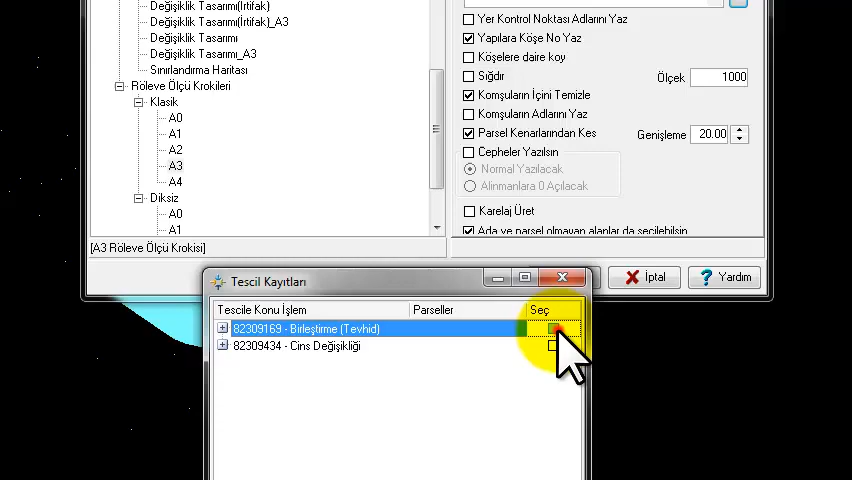 Değişiklik Tasarımı(İrtifak)
Değişiklik Tasarımı(İrtifak)_A3
Değişiklik Tasarımı
Değişiklik Tasarımı_A3
Sınırlandırma Haritası
Röleve Ölçü Krokileri
Klasik
A0
A1
A2
A3
A4
Diksiz
A0
A1
[A3 Röleve Ölçü Krokisi]
Yer Kontrol Noktası Adlarını Yaz
Yapılara Köşe No Yaz
Köşelere daire koy
Sığdır
Ölçek 1000
Komşuların İçini Temizle
Komşuların Adlarını Yaz
Parsel Kenarlarından Kes
Genişleme 20.00
Cepheler Yazılsın
Normal Yazılacak
Alinmanlara 0 Açılacak
Karelaj Üret
Ada ve parsel olmayan alanlar da seçilebilsin
İptal
Yardım
Tescil Kayıtları
Tescile Konu İşlem Parseller Seç
82309169 - Birleştirme (Tevhid)
82309434 - Cins Değişikliği